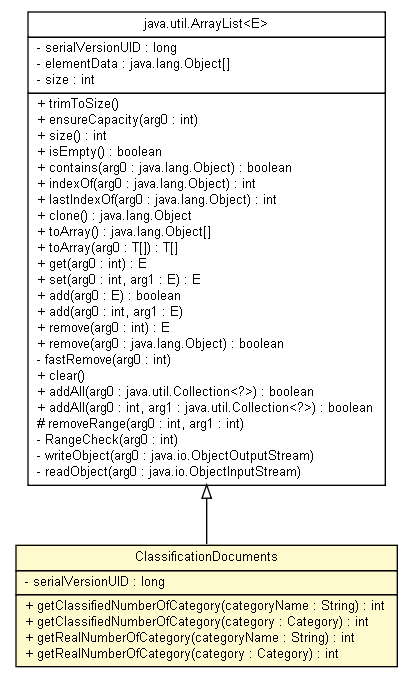 java.util.ArrayList<E>
- serialVersionUID : long
- elementData : java.lang.Object[]
- size : int
+ trimToSize()
+ ensureCapacity(arg0 : int)
+ size() : int
+ isEmpty() : boolean
+ contains(arg0 : java.lang.Object) : boolean
+ indexOf(arg0 : java.lang.Object) : int
+ lastIndexOf(arg0 : java.lang.Object) : int
+ clone() : java.lang.Object
+ toArray() : java.lang.Object[]
+ toArray(arg0 : T[]) : T[]
+ get(arg0 : int) : E
+ set(arg0 : int, arg1 : E) : E
+ add(arg0 : E) : boolean
+ add(arg0 : int, arg1 : E)
+ remove(arg0 : int) : E
+ remove(arg0 : java.lang.Object) : boolean
- fastRemove(arg0 : int)
+ clear()
+ addAll(arg0 : java.util.Collection<?>) : boolean
+ addAll(arg0 : int, arg1 : java.util.Collection<?>) : boolean
# removeRange(arg0 : int, arg1 : int)
- RangeCheck(arg0 : int)
- writeObject(arg0 : java.io.ObjectOutputStream)
- readObject(arg0 : java.io.ObjectInputStream)
ClassificationDocuments
- serialVersionUID : long
+ getClassifiedNumberOfCategory(categoryName : String) : int
+ getClassifiedNumberOfCategory(category : Category) : int
+ getRealNumberOfCategory(categoryName : String) : int
+ getRealNumberOfCategory(category : Category) : int